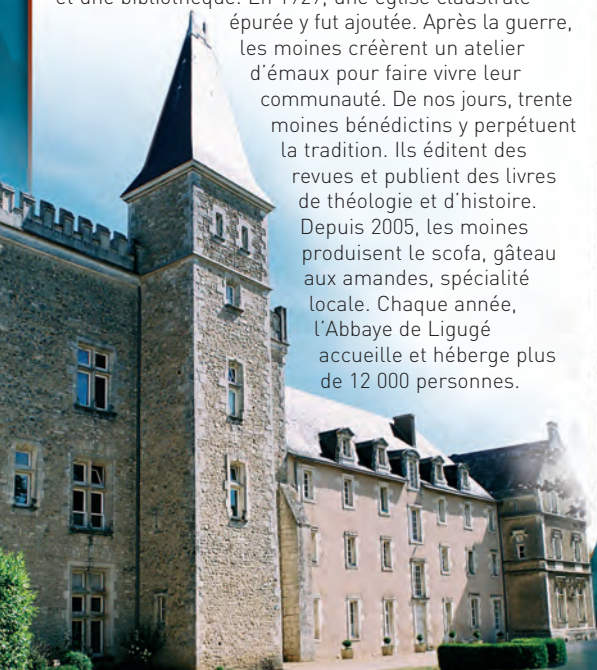 et une bibliothèque. En 1929, une église claustrale
épurée y fut ajoutée. Après la guerre,
les moines créèrent un atelier
d'émaux pour faire vivre leur
communauté. De nos jours, trente
moines bénédictins y perpétuent
la tradition. Ils éditent des
revues et publient des livres
de théologie et d'histoire.
Depuis 2005, les moines
produisent le scofa, gâteau
aux amandes, spécialité
locale. Chaque année,
l'Abbaye de Ligugé
accueille et héberge plus
de 12 000 personnes.